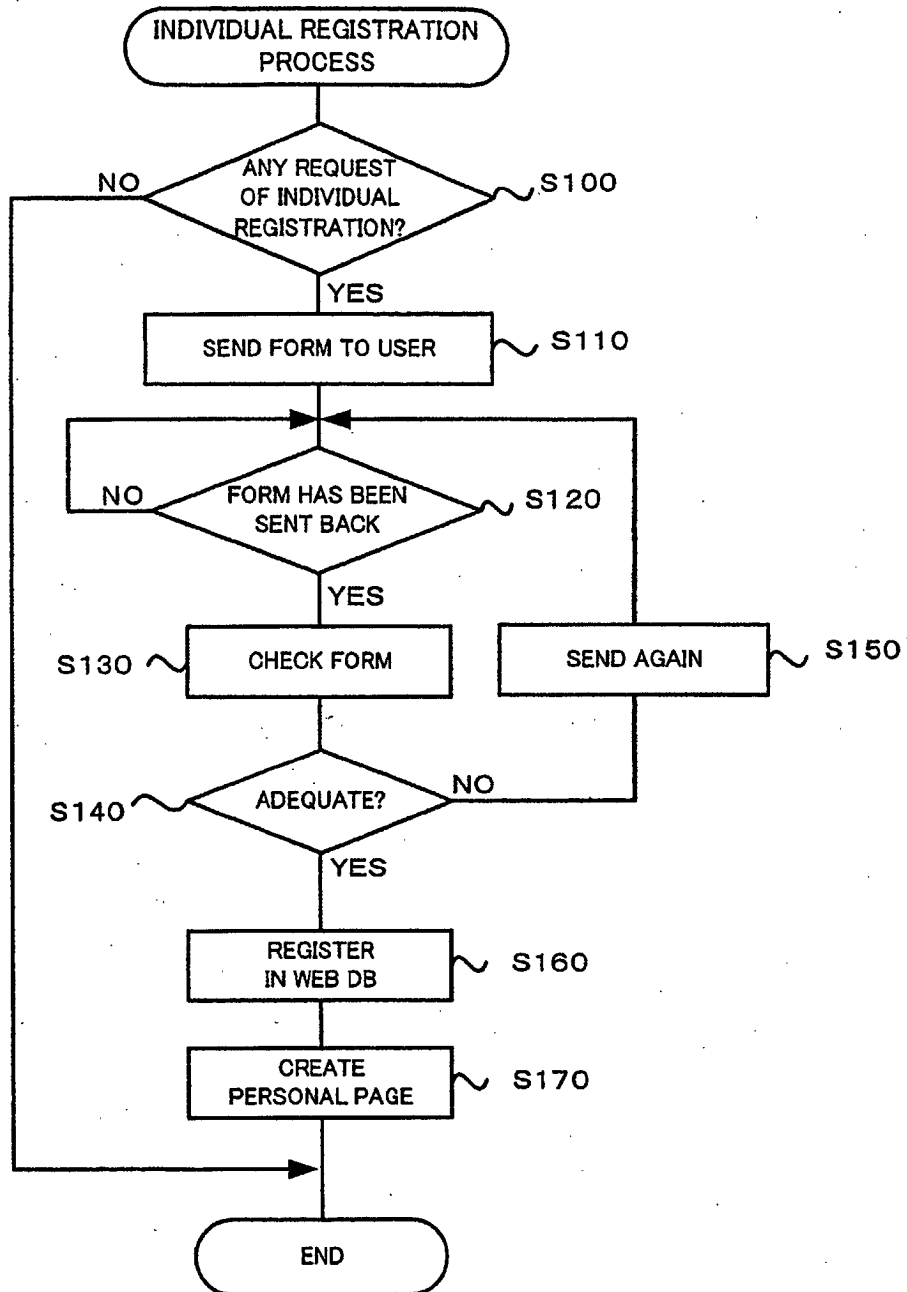 INDIVIDUAL REGISTRATION
PROCESS
ANY REQUEST
OF INDIVIDUAL
REGISTRATION?
NO
S100
YES
SEND FORM TO USER
S110
FORM HAS BEEN
SENT BACK
NO
S120
YES
S130
CHECK FORM
SEND AGAIN
S150
S140
ADEQUATE?
NO
YES
REGISTER
IN WEB DB
S160
CREATE
PERSONAL PAGE
S170
END